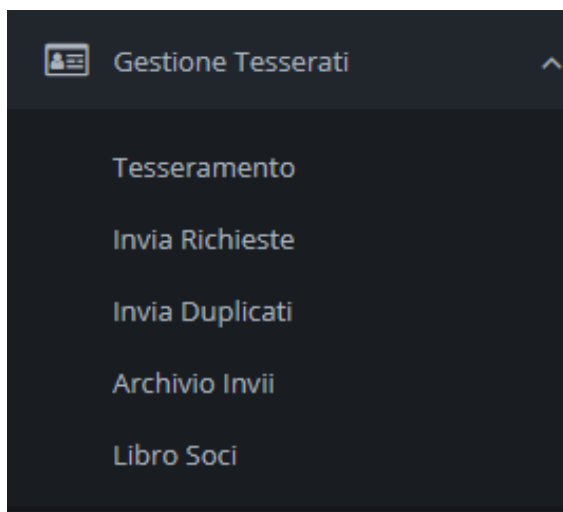 Gestione Tesserati
Tesseramento
Invia Richieste
Invia Duplicati
Archivio Invii
Libro Soci